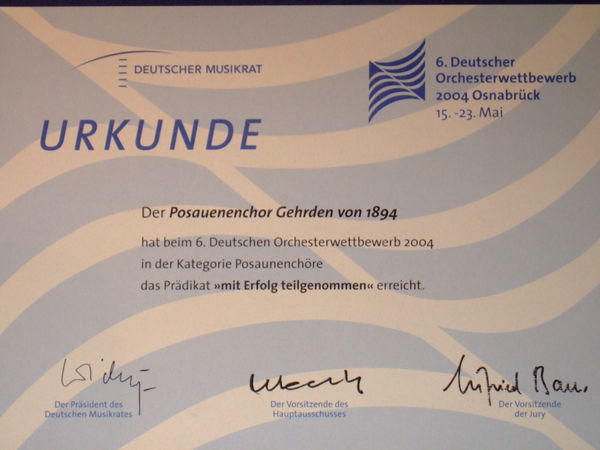 DEUTSCHER MUSIKRAT
6. Deutscher
Orchesterwettbewerb
2004 Osnabrück
15. -23. Mai
URKUNDE
Der Posauenenchor Gehrden von 1894
hat beim 6. Deutschen Orchesterwettbewerb 2004
in der Kategorie Posaunenchöre
das Prädikat »mit Erfolg teilgenommen« erreicht.
Der Präsident des
Deutschen Musikrates
Der Vorsitzende des
Hauptausschusses
Der Vorsitzende
der Jury